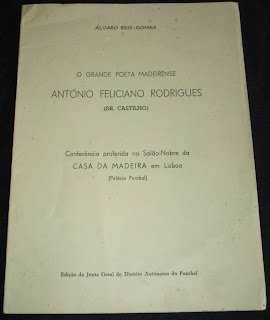 ÁLVARO REIS-GOMES
O GRANDE POETA MADEIRENSE
ANTÓNIO FELICIANO RODRIGUES
(DR. CASTILHO)
Conferência proferida no Salão-Nobre da
CASA DA MADEIRA em Lisboa
(Palácio Pombal)
Edição da Junta Geral do Distrito Autónomo do Funchal